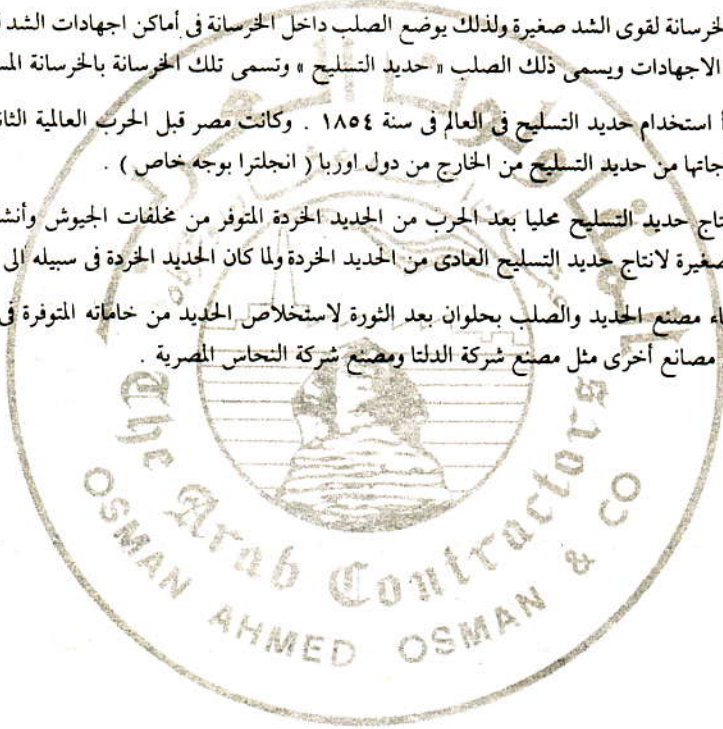 لخرسانة لقوى الشد صغيرة ولذلك يوضع الصلب داخل الخرسانة فى أماكن اجهادات الشد
الاجهادات ويسمى ذلك الصلب « حديد التسليح » وتسمى تلك الخرسانة بالخرسانة المس
أ استخدام حديد التسليح فى العالم فى سنة ١٨٥٤ . وكانت مصر قبل الحرب العالمية الثان
جاتها من حديد التسليح من الخارج من دول اوربا ( انجلترا بوجه خاص ) .
تاج حديد التسليح محليا بعد الحرب من الحديد الخردة المتوفر من مخلفات الجيوش وأنش
صغيرة لانتاج حديد التسليح العادى من الحديد الخردة ولما كان الحديد الخردة فى سبيله الى
اء مصنع الحديد والصلب بحلوان بعد الثورة لاستخلاص الحديد من خاماته المتوفرة فى
مصانع أخرى مثل مصنع شركة الدلتا ومصنع شركة النحاس المصرية .
The Arab Contractors
OSMAN AHMED OSMAN & CO